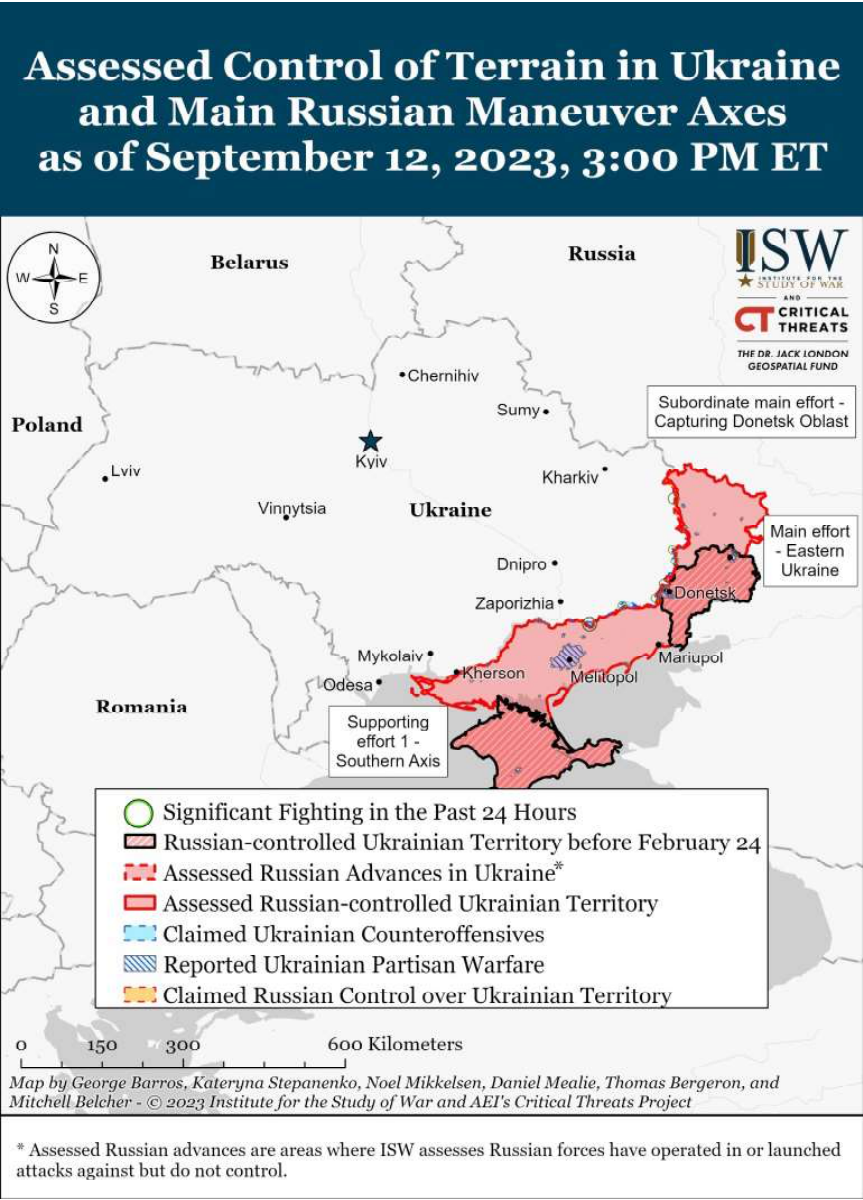 Assessed Control of Terrain in Ukraine
and Main Russian Maneuver Axes
as of September 12, 2023, 3:00 PM ET
N
W
E
S
Belarus
Russia
ISW
INSTITUTE FOR THE
STUDY OF WAR
AND
CT CRITICAL
THREATS
THE DR. JACK LONDON
GEOSPATIAL FUND
Chernihiv
Subordinate main effort -
Capturing Donetsk Oblast
Sumy
Poland
Kyiv
Lviv
Kharkiv
Vinnytsia
Ukraine
Main effort
- Eastern
Ukraine
Dnipro
Donetsk
Zaporizhia
Mykolaiv
Mariupol
Kherson
Melitopol
Odesa
Romania
Supporting
effort 1 -
Southern Axis
Significant Fighting in the Past 24 Hours
Russian-controlled Ukrainian Territory before February 24
Assessed Russian Advances in Ukraine*
Assessed Russian-controlled Ukrainian Territory
Claimed Ukrainian Counteroffensives
Reported Ukrainian Partisan Warfare
Claimed Russian Control over Ukrainian Territory
0 150 300 600 Kilometers
Map by George Barros, Kateryna Stepanenko, Noel Mikkelsen, Daniel Mealie, Thomas Bergeron, and
Mitchell Belcher - © 2023 Institute for the Study of War and AEI's Critical Threats Project
* Assessed Russian advances are areas where ISW assesses Russian forces have operated in or launched
attacks against but do not control.